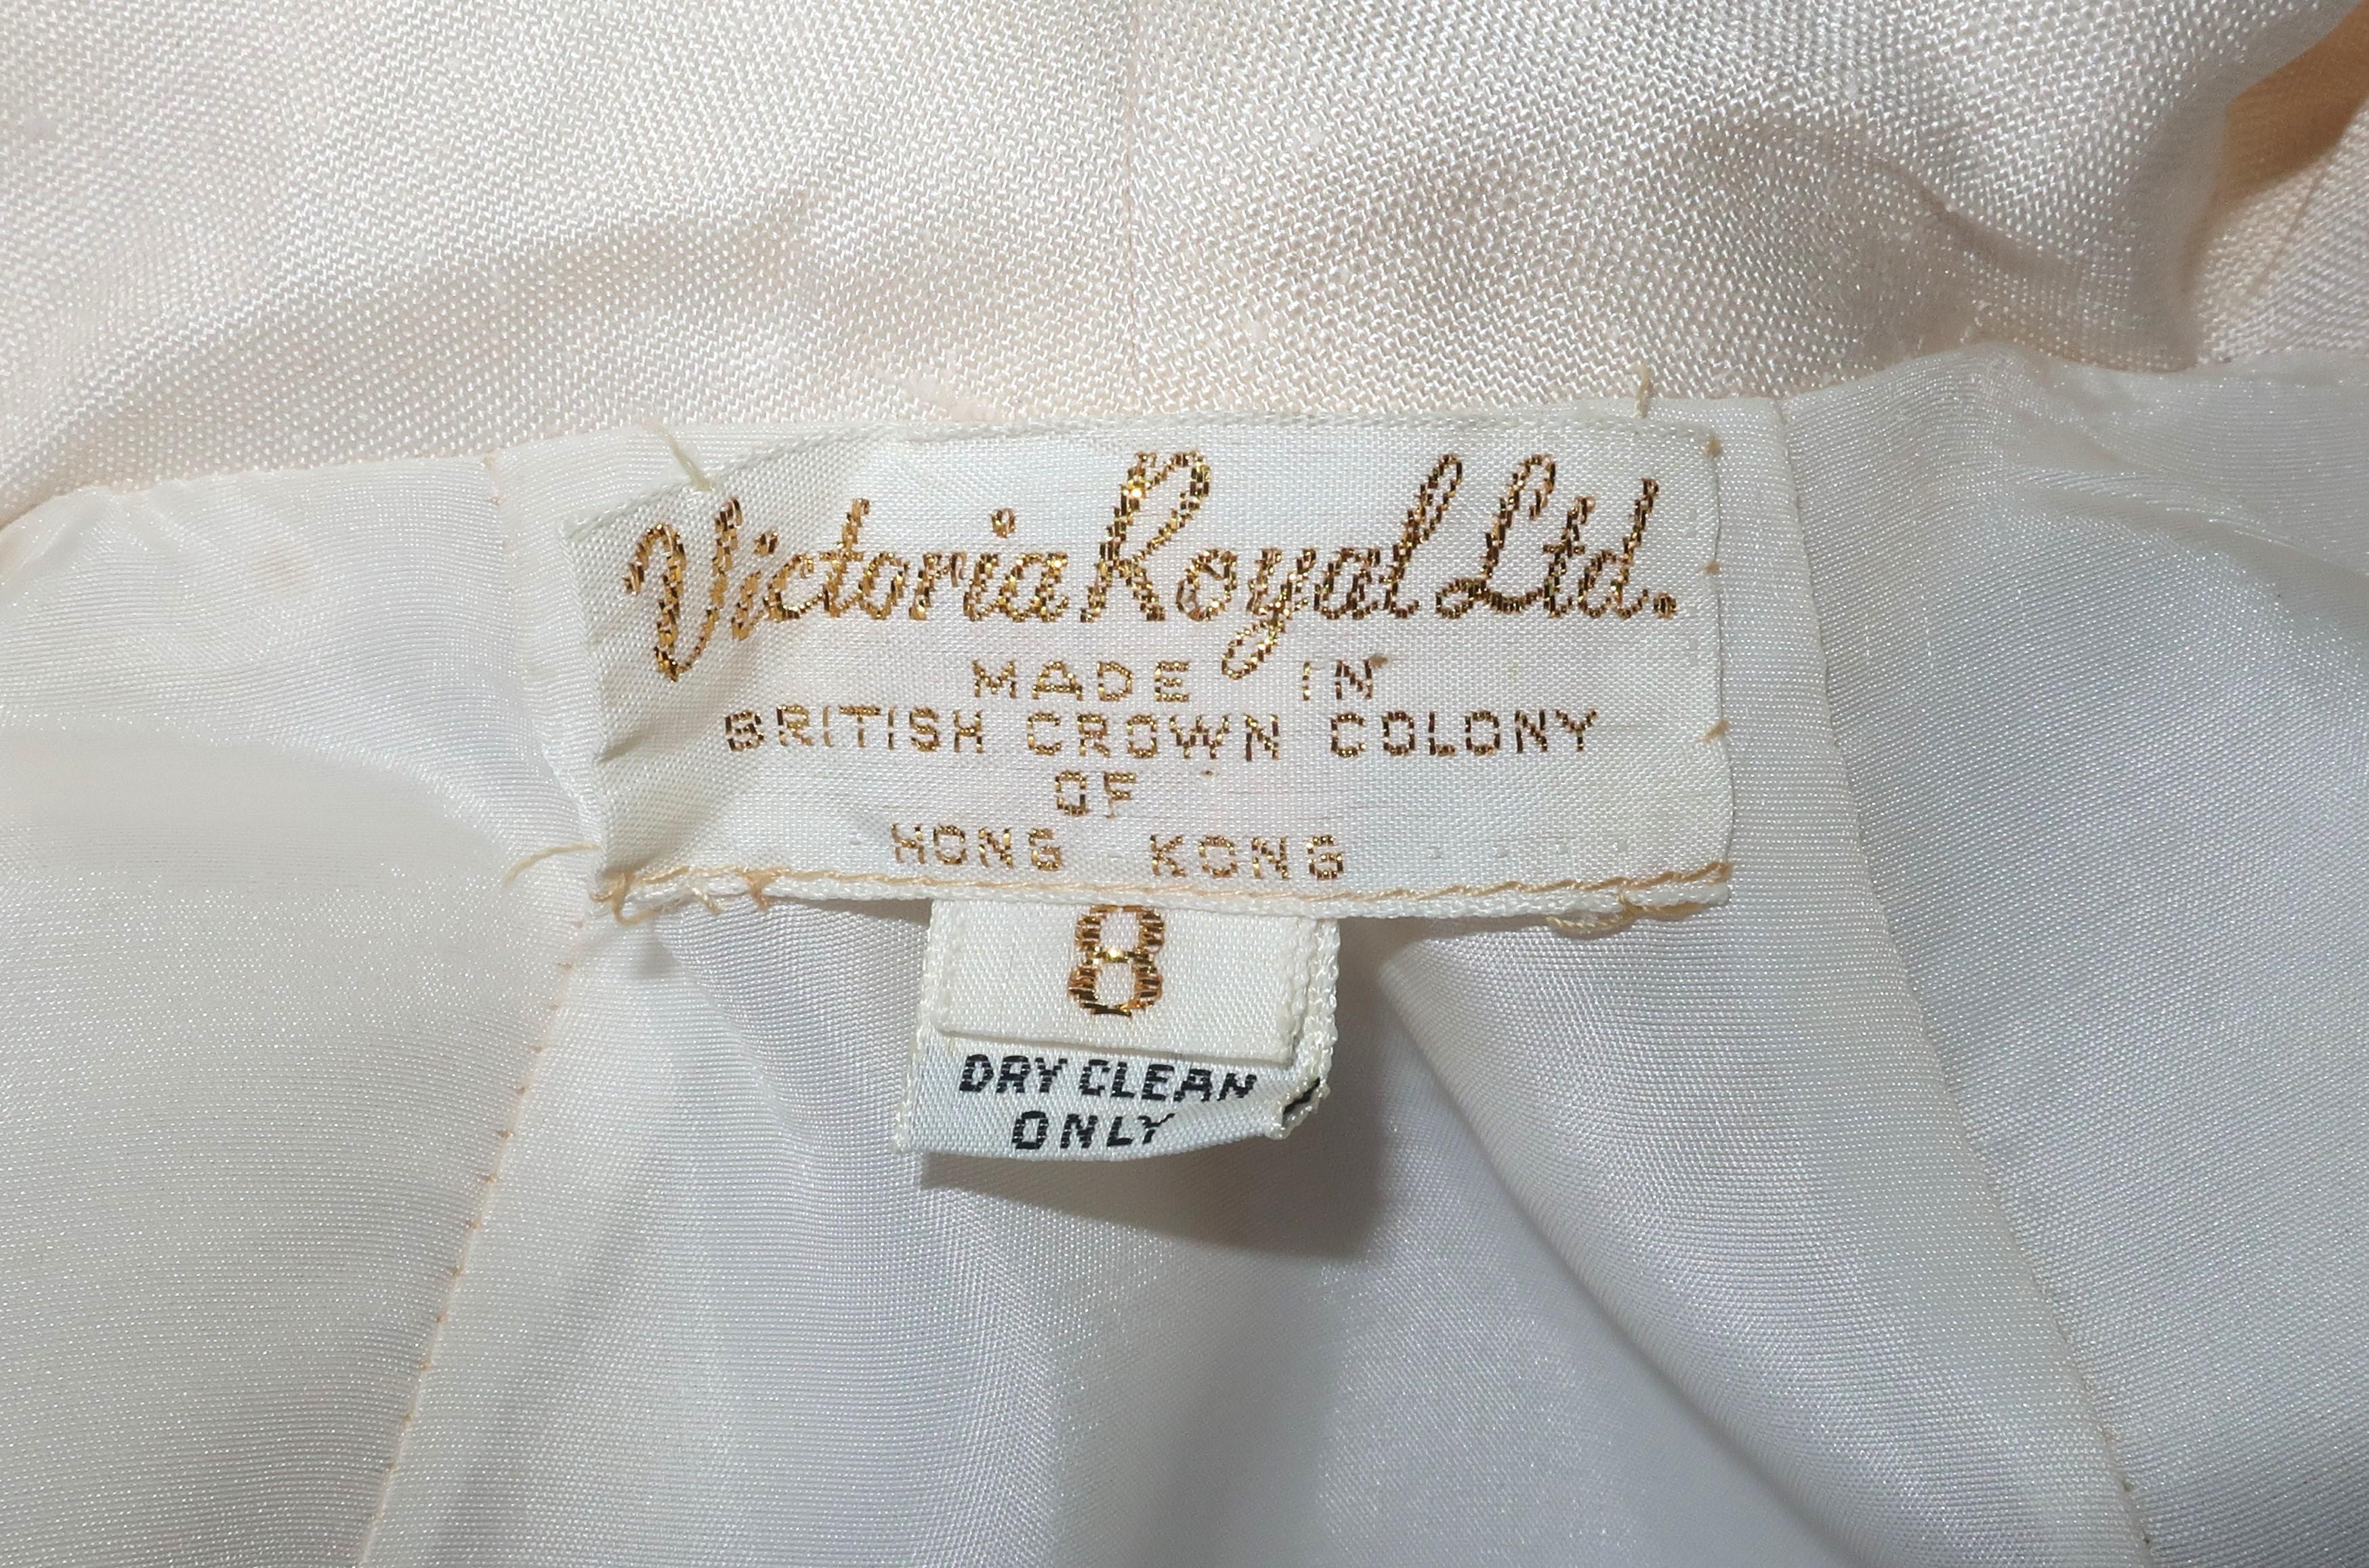 Victoria Royal Ltd.
MADE IN
BRITISH CROWN COLONY
OF
HONG KONG
8
DRY CLEAN
ONLY